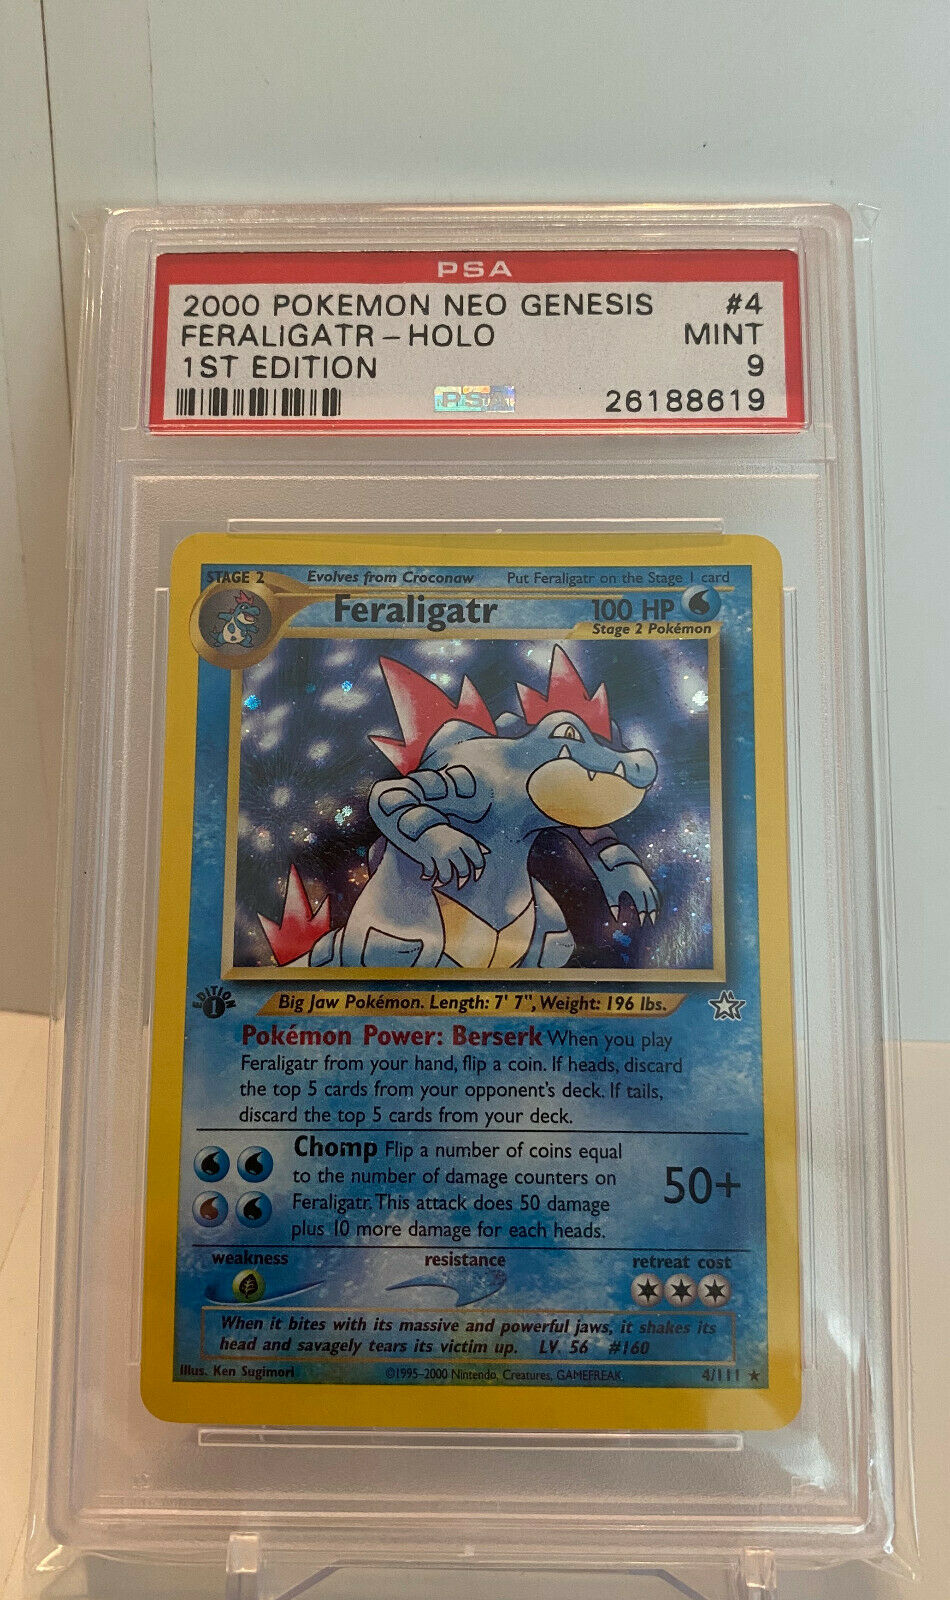 PSA
2000 POKEMON NEO GENESIS #4
FERALIGATR - HOLO MINT
1ST EDITION 9
PSA 26188619
STAGE 2 Evolves from Croconaw Put Feraligatr on the Stage 1 card
Feraligatr 100 HP
Stage 2 Pokémon
EDITION 1
Big Jaw Pokémon. Length: 7' 7", Weight: 196 lbs.
Pokémon Power: Berserk When you play
Feraligatr from your hand, flip a coin. If heads, discard
the top 5 cards from your opponent's deck. If tails,
discard the top 5 cards from your deck.
Chomp Flip a number of coins equal
to the number of damage counters on
Feraligatr. This attack does 50 damage
plus 10 more damage for each heads.
50+
weakness resistance retreat cost
When it bites with its massive and powerful jaws, it shakes its
head and savagely tears its victim up. LV. 56 #160
Illus. Ken Sugimori ©1995-2000 Nintendo, Creatures, GAMEFREAK. 4/111 ★